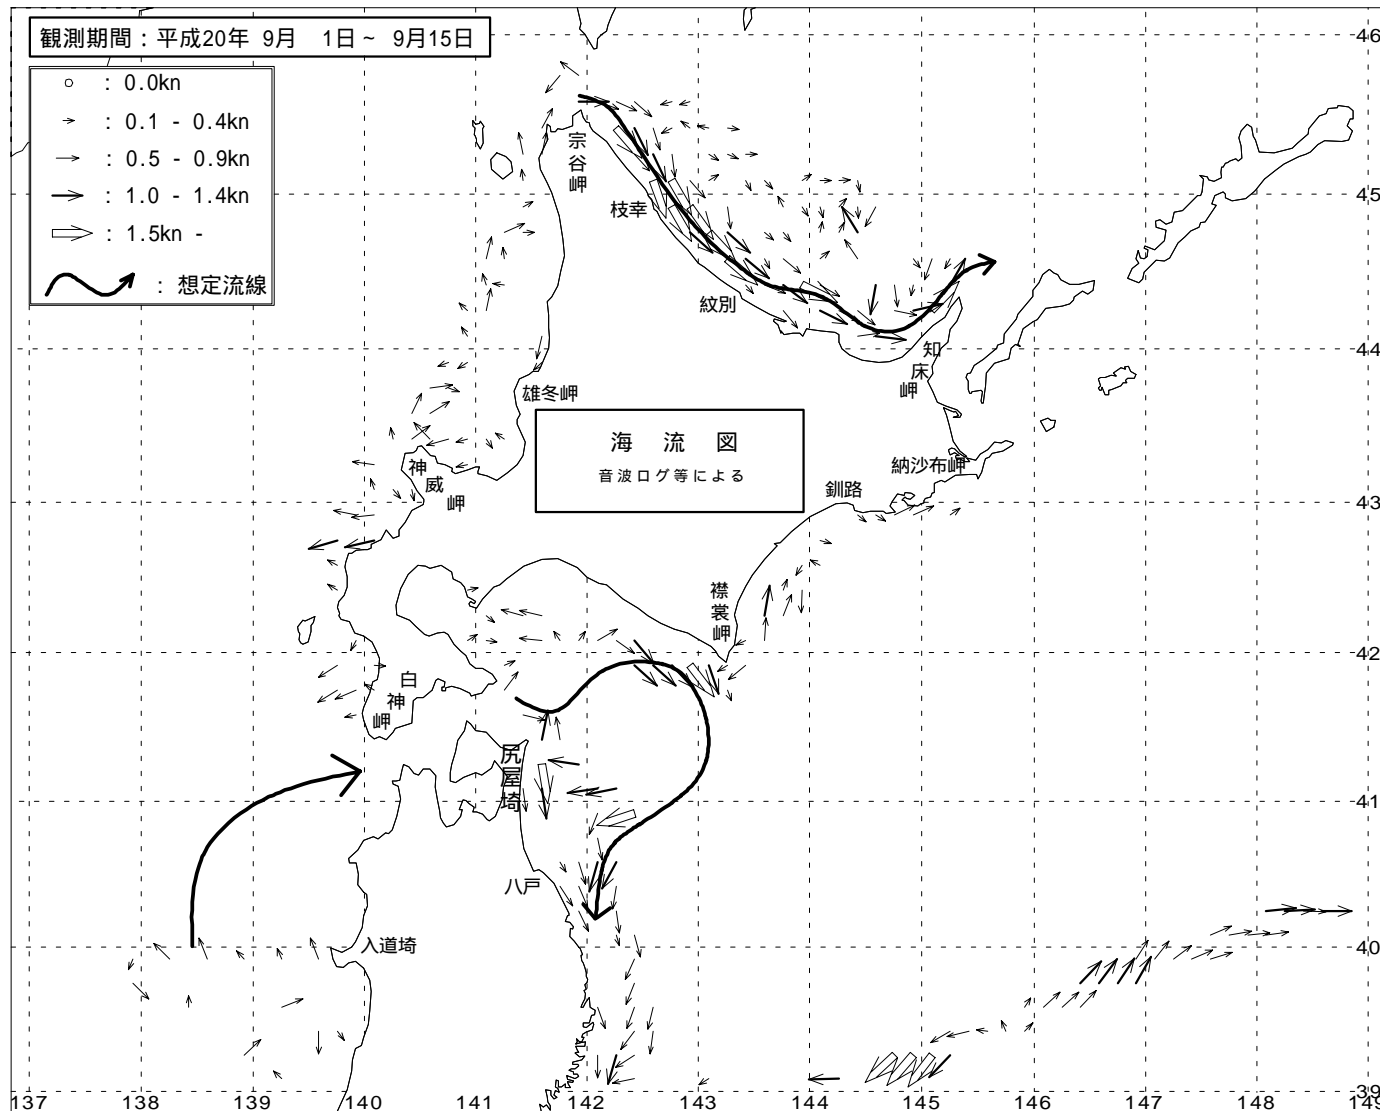 観測期間：平成20年 9月 1日~ 9月15日
: 0.0kn
: 0.1 - 0.4kn
: 0.5 - 0.9kn
: 1.0 - 1.4kn
: 1.5kn -
: 想定流線
海 流 図
音波ログ等による
宗谷岬
枝幸
紋別
知床岬
雄冬岬
納沙布岬
釧路
神威岬
襟裳岬
白神岬
尻屋埼
八戸
入道埼
46
45
44
43
42
41
40
39
137 138 139 140 141 142 143 144 145 146 147 148 149